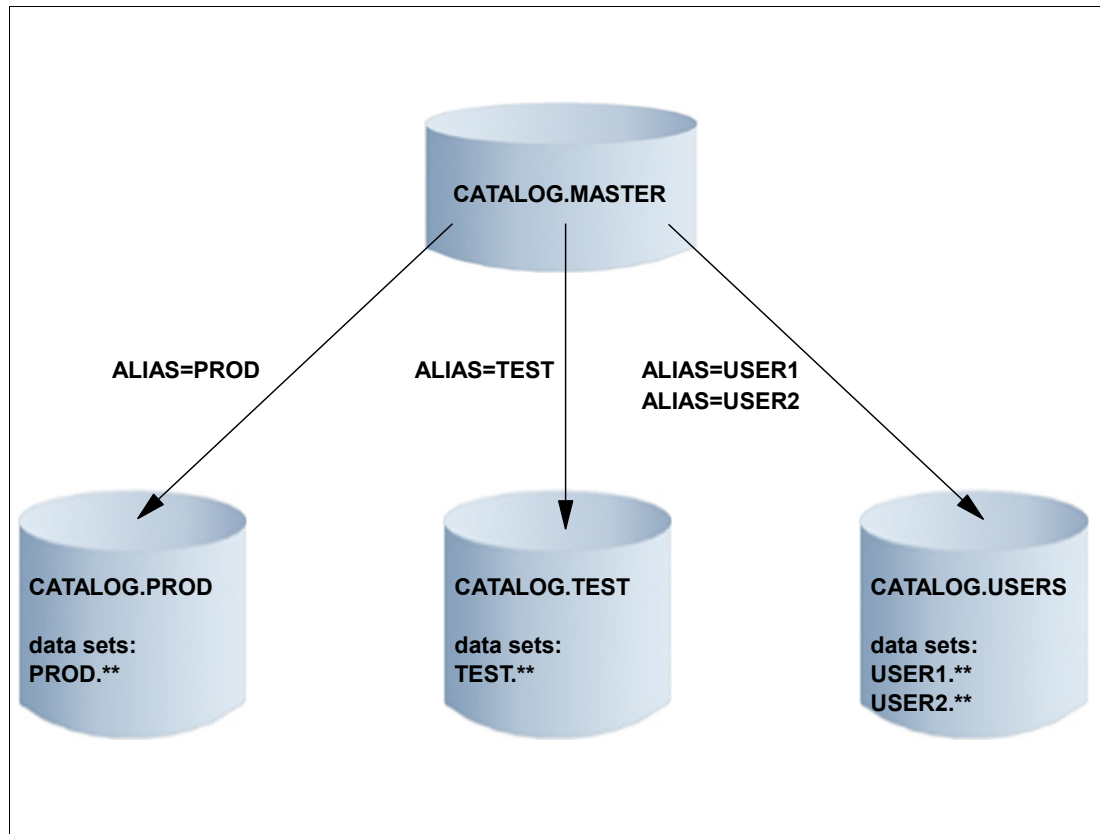 CATALOG.MASTER
ALIAS=PROD
ALIAS=TEST
ALIAS=USER1
ALIAS=USER2
CATALOG.PROD
data sets:
PROD.**
CATALOG.TEST
data sets:
TEST.**
CATALOG.USERS
data sets:
USER1.**
USER2.**